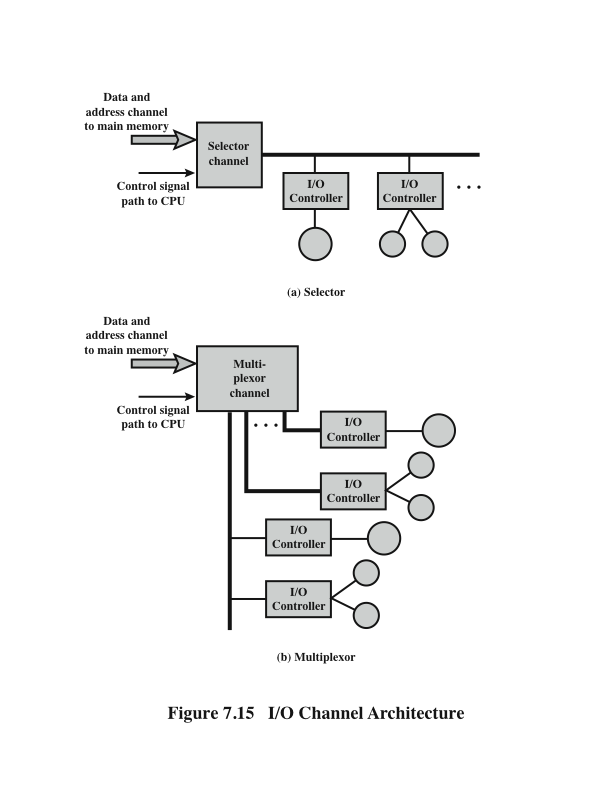 Data and
address channel
to main memory
Selector
channel
Control signal
path to CPU
I/O
Controller
I/O
Controller
. . .
(a) Selector
Data and
address channel
to main memory
Multi-
plexor
channel
Control signal
path to CPU
. . .
I/O
Controller
I/O
Controller
I/O
Controller
I/O
Controller
(b) Multiplexor
Figure 7.15 I/O Channel Architecture